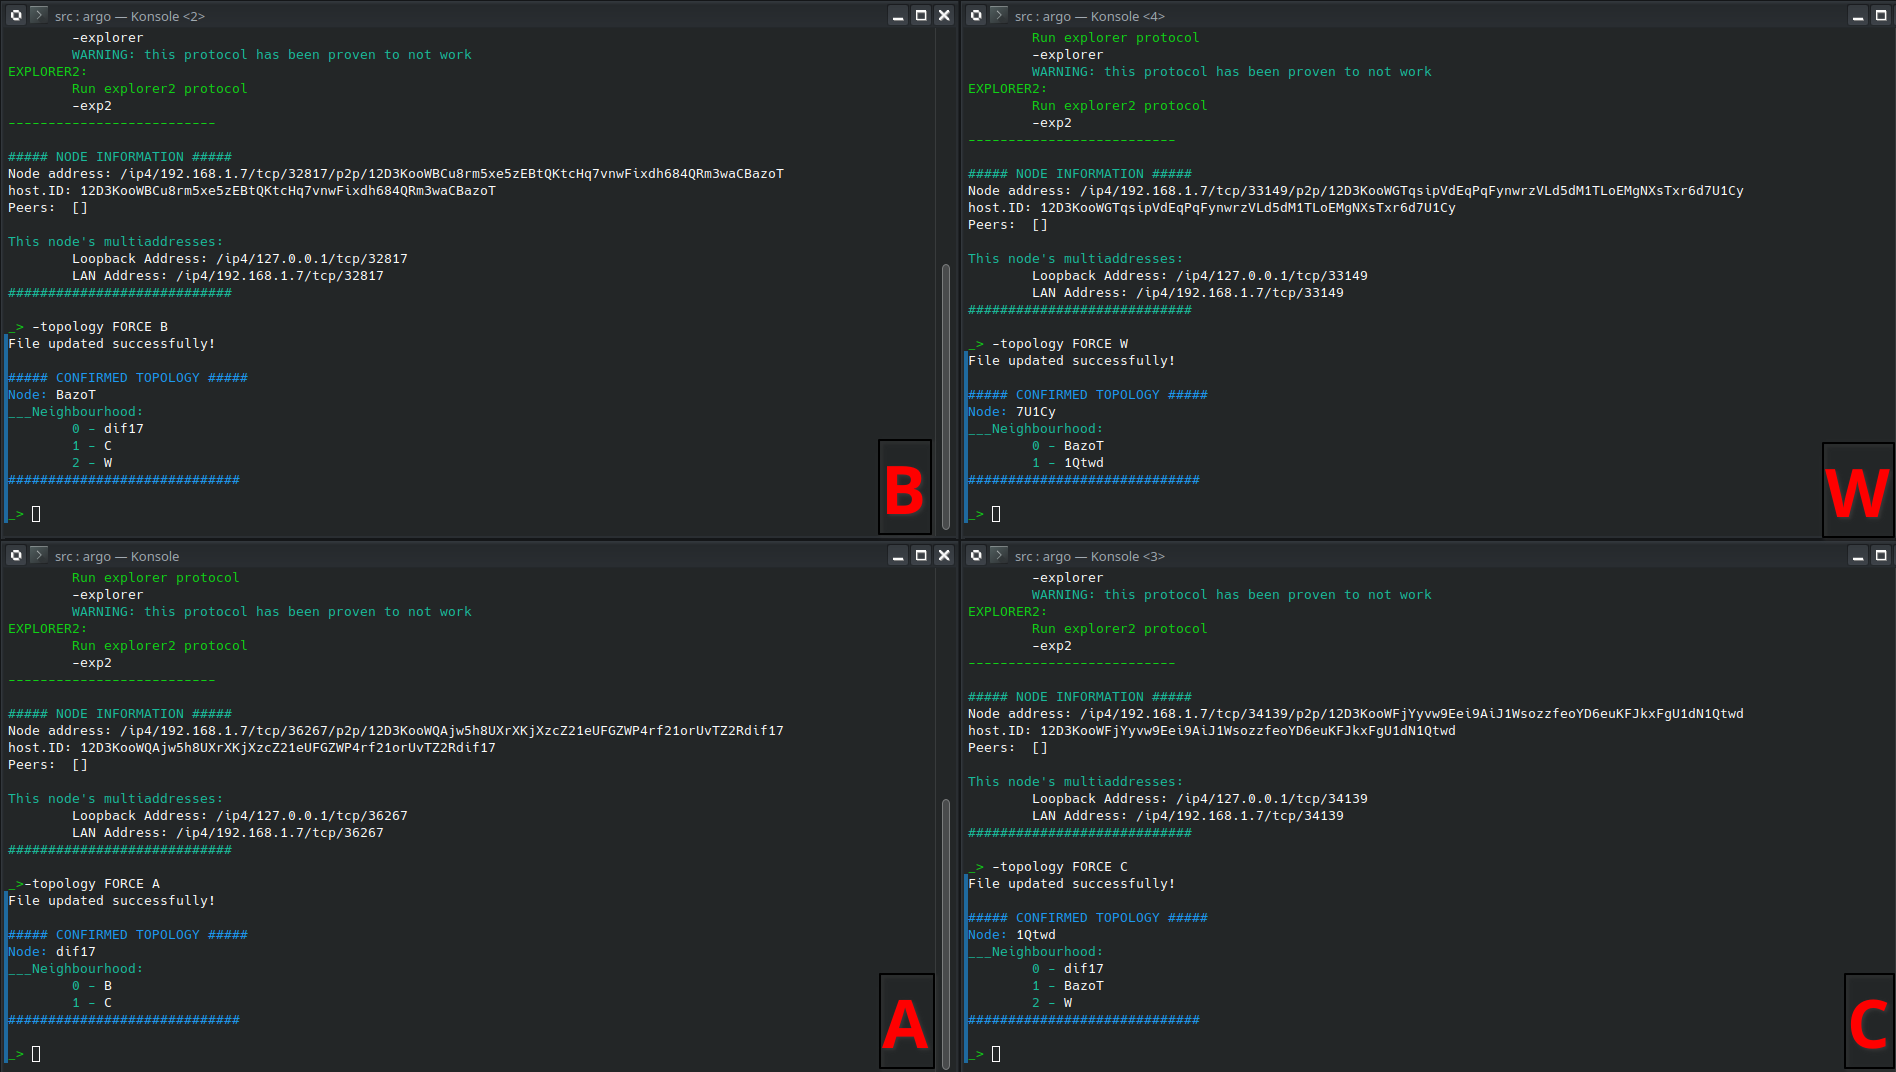 src : argo — Konsole <2>
        -explorer
        WARNING: this protocol has been proven to not work
EXPLORER2:
        Run explorer2 protocol
        -exp2
--------------------------
##### NODE INFORMATION #####
Node address: /ip4/192.168.1.7/tcp/32817/p2p/12D3KooWBCu8rm5xe5zEBtQKtcHq7vnwFixdh684QRm3waCBazoT
host.ID: 12D3KooWBCu8rm5xe5zEBtQKtcHq7vnwFixdh684QRm3waCBazoT
Peers:  []
This node's multiaddresses:
        Loopback Address: /ip4/127.0.0.1/tcp/32817
        LAN Address: /ip4/192.168.1.7/tcp/32817
############################
_> -topology FORCE B
File updated successfully!
##### CONFIRMED TOPOLOGY #####
Node: BazoT
___Neighbourhood:
        0 - dif17
        1 - C
        2 - W
#############################
_>
B
src : argo — Konsole <4>
        Run explorer protocol
        -explorer
        WARNING: this protocol has been proven to not work
EXPLORER2:
        Run explorer2 protocol
        -exp2
--------------------------
##### NODE INFORMATION #####
Node address: /ip4/192.168.1.7/tcp/33149/p2p/12D3KooWGTqsipVdEqPqFynwrzVLd5dM1TLoEMgNXsTxr6d7U1Cy
host.ID: 12D3KooWGTqsipVdEqPqFynwrzVLd5dM1TLoEMgNXsTxr6d7U1Cy
Peers:  []
This node's multiaddresses:
        Loopback Address: /ip4/127.0.0.1/tcp/33149
        LAN Address: /ip4/192.168.1.7/tcp/33149
############################
_> -topology FORCE W
File updated successfully!
##### CONFIRMED TOPOLOGY #####
Node: 7U1Cy
___Neighbourhood:
        0 - BazoT
        1 - 1Qtwd
#############################
_>
W
src : argo — Konsole
        Run explorer protocol
        -explorer
        WARNING: this protocol has been proven to not work
EXPLORER2:
        Run explorer2 protocol
        -exp2
--------------------------
##### NODE INFORMATION #####
Node address: /ip4/192.168.1.7/tcp/36267/p2p/12D3KooWQAjw5h8UXrXKjXzcZ21eUFGZWP4rf21orUvTZ2Rdif17
host.ID: 12D3KooWQAjw5h8UXrXKjXzcZ21eUFGZWP4rf21orUvTZ2Rdif17
Peers:  []
This node's multiaddresses:
        Loopback Address: /ip4/127.0.0.1/tcp/36267
        LAN Address: /ip4/192.168.1.7/tcp/36267
############################
_>-topology FORCE A
File updated successfully!
##### CONFIRMED TOPOLOGY #####
Node: dif17
___Neighbourhood:
        0 - B
        1 - C
#############################
_>
A
src : argo — Konsole <3>
        -explorer
        WARNING: this protocol has been proven to not work
EXPLORER2:
        Run explorer2 protocol
        -exp2
--------------------------
##### NODE INFORMATION #####
Node address: /ip4/192.168.1.7/tcp/34139/p2p/12D3KooWFjYyvw9Eei9AiJ1WsozzfeoYD6euKFJkxFgU1dN1Qtwd
host.ID: 12D3KooWFjYyvw9Eei9AiJ1WsozzfeoYD6euKFJkxFgU1dN1Qtwd
Peers:  []
This node's multiaddresses:
        Loopback Address: /ip4/127.0.0.1/tcp/34139
        LAN Address: /ip4/192.168.1.7/tcp/34139
############################
_> -topology FORCE C
File updated successfully!
##### CONFIRMED TOPOLOGY #####
Node: 1Qtwd
___Neighbourhood:
        0 - dif17
        1 - BazoT
        2 - W
#############################
_>
C